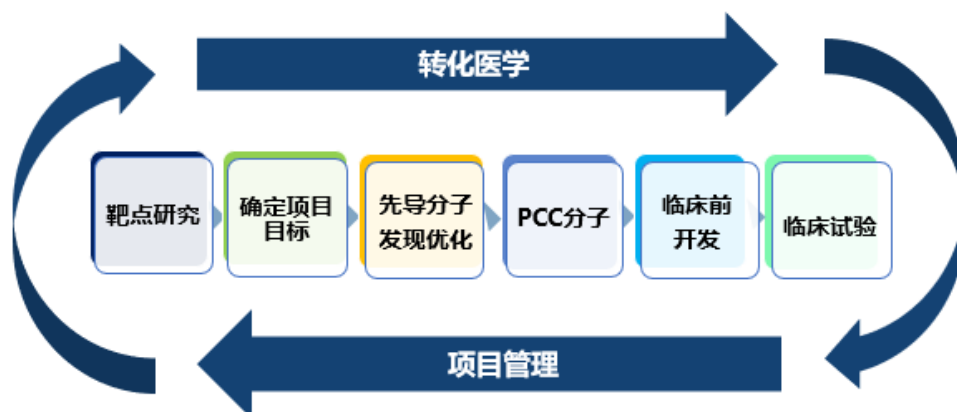 转化医学
靶点研究
确定项目
目标
先导分子
发现优化
PCC分子
临床前
开发
临床试验
项目管理